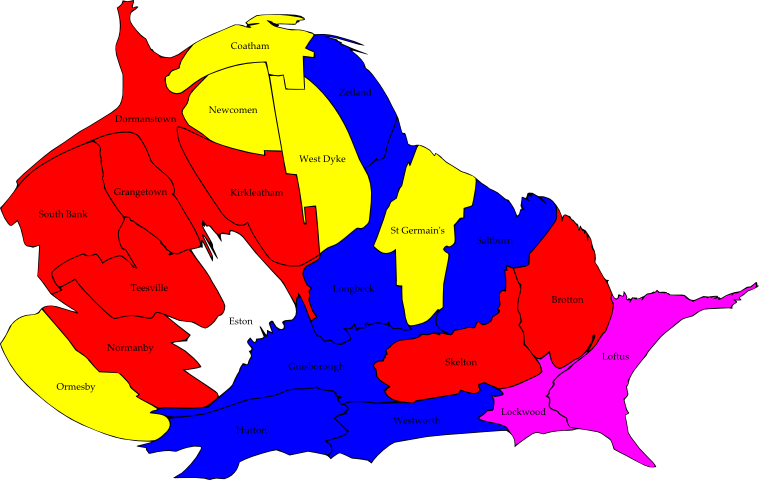 Coatham
Zetland
Newcomen
Dormanstown
West Dyke
Grangetown
Kirkleatham
South Bank
St Germain's
Saltburn
Teesville
Longbeck
Brotton
Eston
Normanby
Loftus
Skelton
Guisborough
Ormesby
Lockwood
Westworth
Hutton